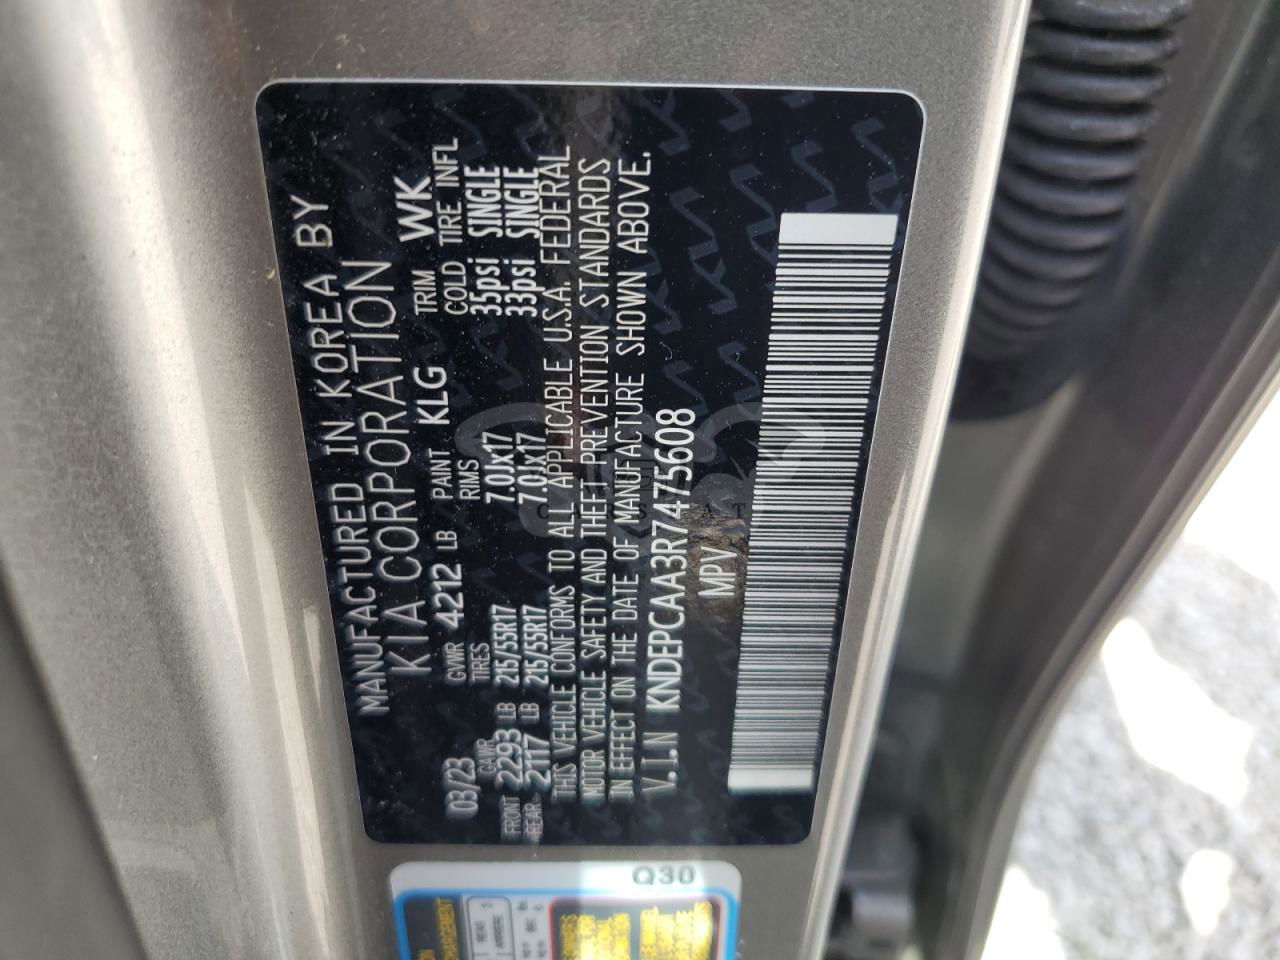 MANUFACTURED IN KOREA BY
KIA CORPORATION
03/23 GVWR 4212 LB PAINT KLG TRIM WK
GAWR TIRES RIMS COLD TIRE INFL
FRONT 2293 LB 215/55R17 7.0Jx17 35psi SINGLE
REAR 2117 LB 215/55R17 7.0Jx17 33psi SINGLE
THIS VEHICLE CONFORMS TO ALL APPLICABLE U.S.A. FEDERAL
MOTOR VEHICLE SAFETY AND THEFT PREVENTION STANDARDS
IN EFFECT ON THE DATE OF MANUFACTURE SHOWN ABOVE.
V.I.N KNDEPCAA3R7475608
MPV
Q30